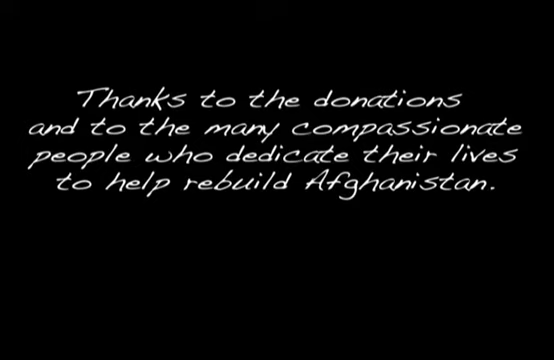 Thanks to the donations
and to the many compassionate
people who dedicate their lives
to help rebuild Afghanistan.